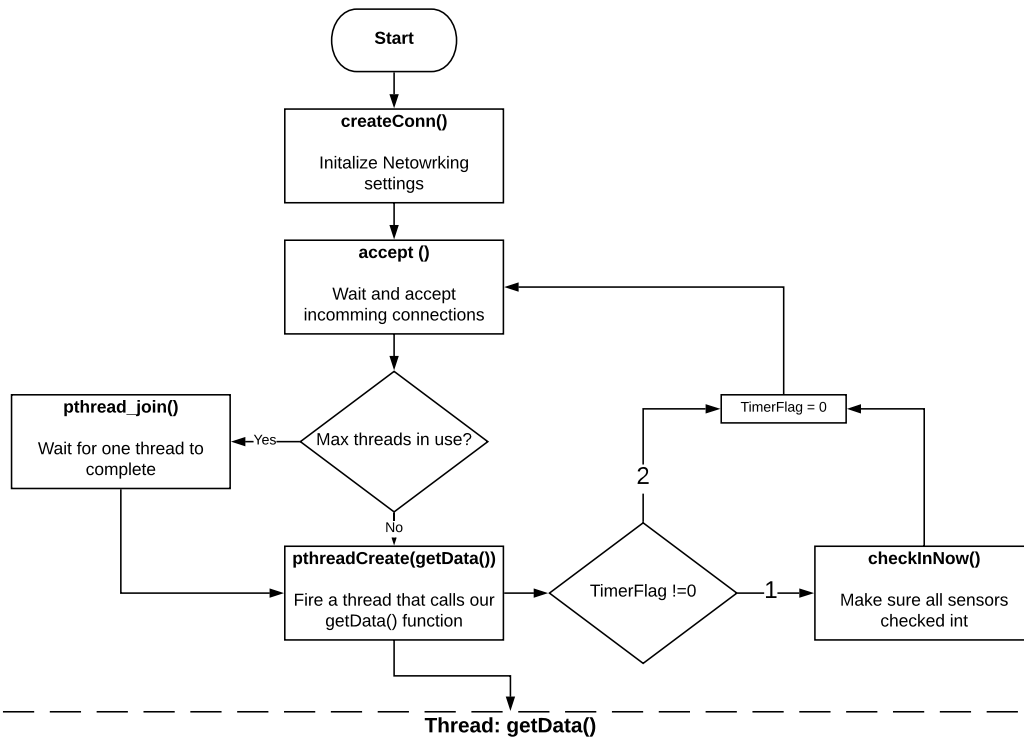 Start
createConn()
Initalize Netowrking
settings
accept ()
Wait and accept
incomming connections
pthread_join()
Wait for one thread to
complete
Yes
Max threads in use?
No
TimerFlag = 0
2
pthreadCreate(getData())
Fire a thread that calls our
getData() function
TimerFlag !=0
1
checkInNow()
Make sure all sensors
checked int
Thread: getData()